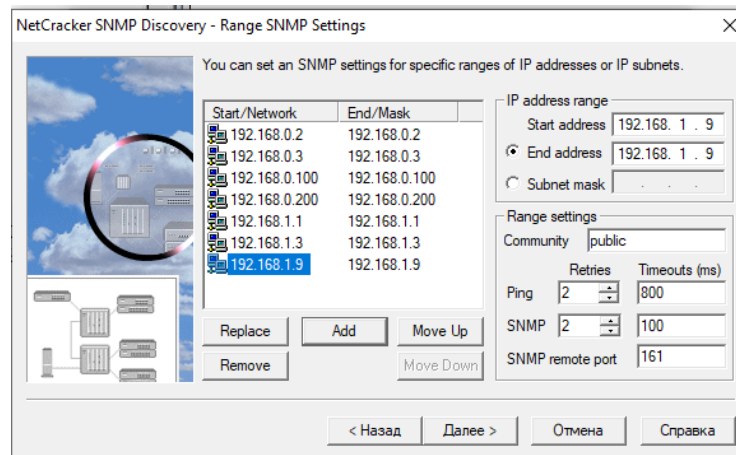 NetCracker SNMP Discovery - Range SNMP Settings
You can set an SNMP settings for specific ranges of IP addresses or IP subnets.
Start/Network End/Mask
192.168.0.2 192.168.0.2
192.168.0.3 192.168.0.3
192.168.0.100 192.168.0.100
192.168.0.200 192.168.0.200
192.168.1.1 192.168.1.1
192.168.1.3 192.168.1.3
192.168.1.9 192.168.1.9
Replace Add Move Up
Remove Move Down
IP address range
Start address 192.168. 1 . 9
End address 192.168. 1 . 9
Subnet mask . . .
Range settings
Community public
Retries Timeouts (ms)
Ping 2 800
SNMP 2 100
SNMP remote port 161
< Назад Далее > Отмена Справка